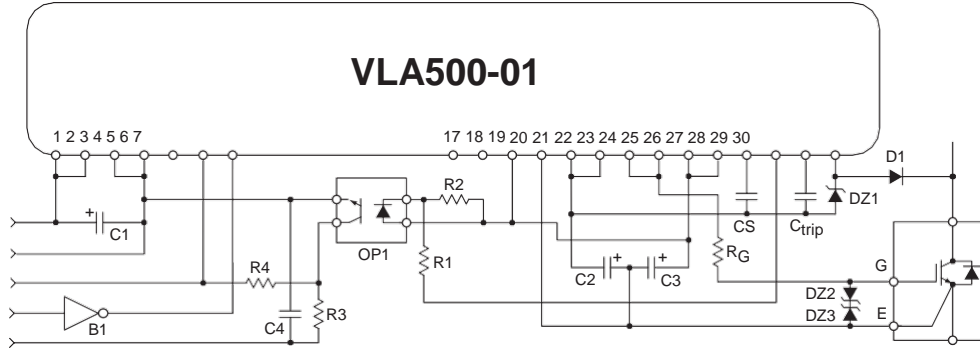 VLA500-01
1 2 3 4 5 6 7 17 18 19 20 21 22 23 24 25 26 27 28 29 30
D1
R2
DZ1
+
C1
OP1
CS
Ctrip
R1
RG
R4
C2
+
+
C3
G
DZ2
DZ3
B1
C4
R3
E